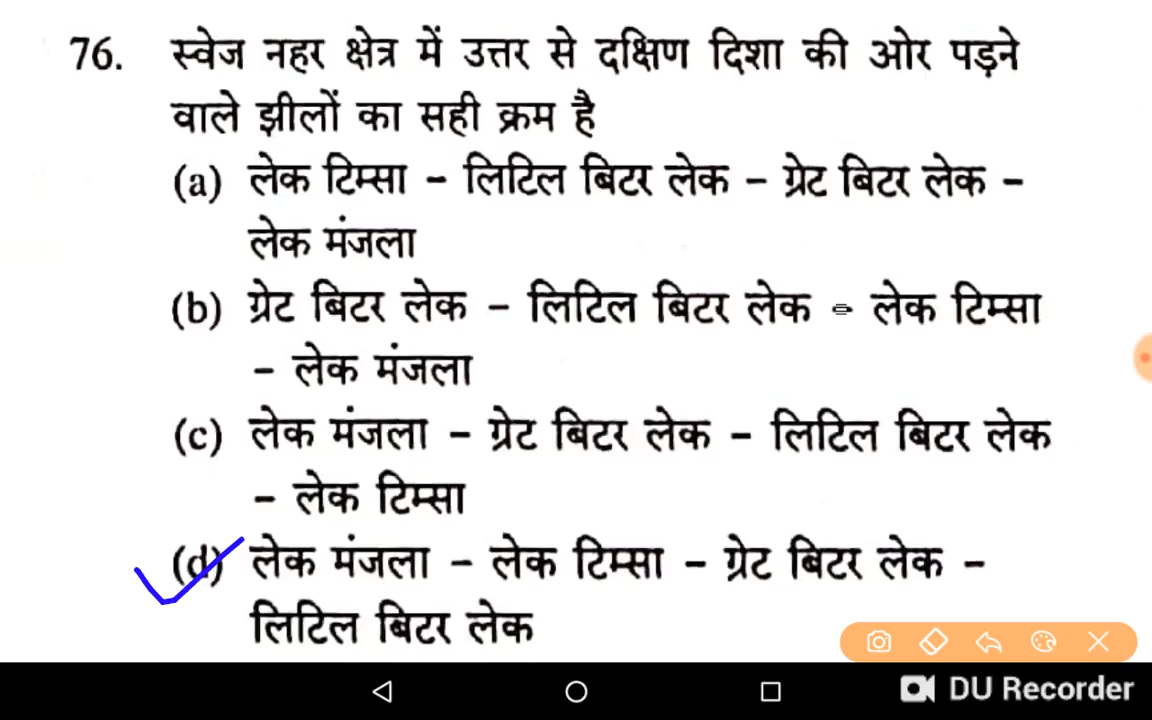 76. स्वेज नहर क्षेत्र में उत्तर से दक्षिण दिशा की ओर पड़ने
वाले झीलों का सही क्रम है
(a) लेक टिम्सा - लिटिल बिटर लेक - ग्रेट बिटर लेक -
लेक मंजला
(b) ग्रेट बिटर लेक - लिटिल बिटर लेक - लेक टिम्सा
- लेक मंजला
(c) लेक मंजला - ग्रेट बिटर लेक - लिटिल बिटर लेक
- लेक टिम्सा
(d) लेक मंजला - लेक टिम्सा - ग्रेट बिटर लेक -
लिटिल बिटर लेक
DU Recorder